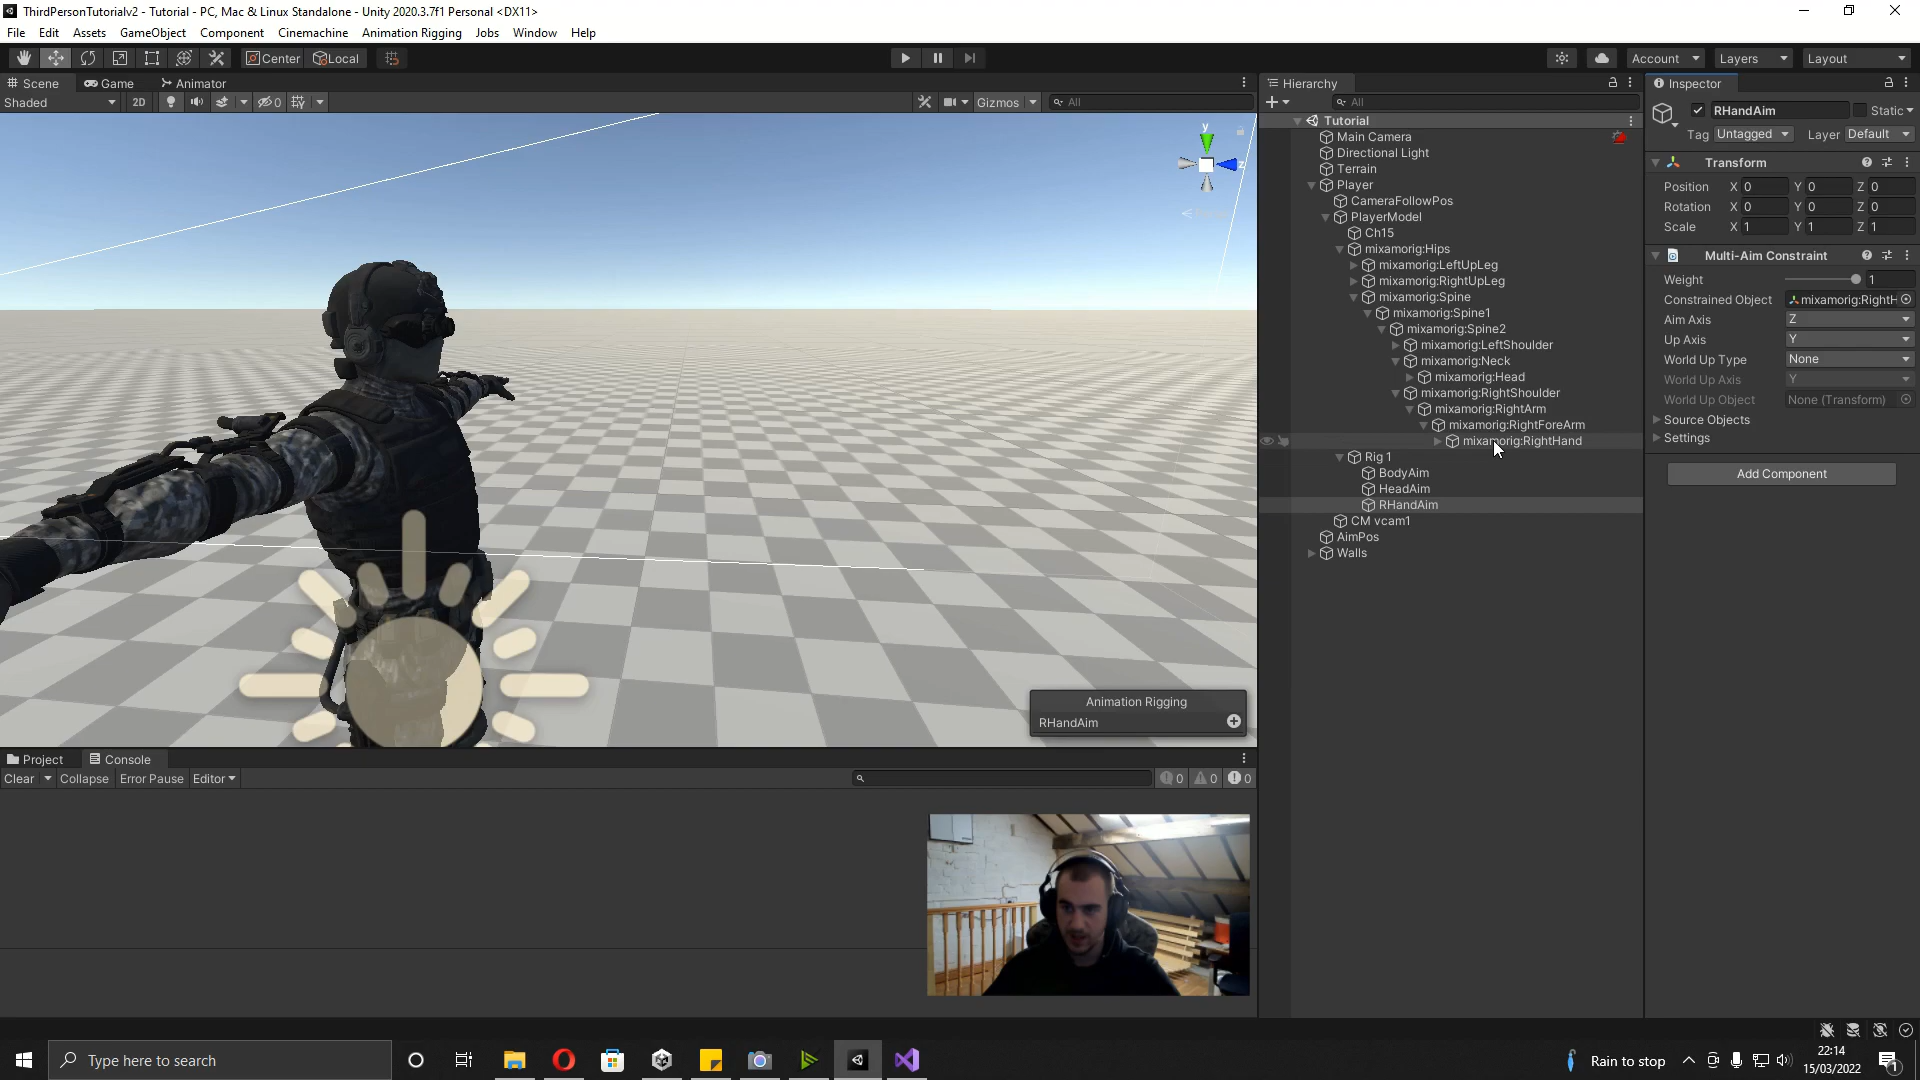 ThirdPersonTutorialv2 - Tutorial - PC, Mac & Linux Standalone - Unity 2020.3.7f1 Personal <DX11>
File Edit Assets GameObject Component Cinemachine Animation Rigging Jobs Window Help
Center Local Account Layers Layout
Scene Game Animator
Shaded 2D 0 Gizmos All
y
z
Animation Rigging
RHandAim
Hierarchy
All
Tutorial
Main Camera
Directional Light
Terrain
Player
CameraFollowPos
PlayerModel
Ch15
mixamorig:Hips
mixamorig:LeftUpLeg
mixamorig:RightUpLeg
mixamorig:Spine
mixamorig:Spine1
mixamorig:Spine2
mixamorig:LeftShoulder
mixamorig:Neck
mixamorig:Head
mixamorig:RightShoulder
mixamorig:RightArm
mixamorig:RightForeArm
mixamorig:RightHand
Rig 1
BodyAim
HeadAim
RHandAim
CM vcam1
AimPos
Walls
Inspector
RHandAim Static
Tag Untagged Layer Default
Transform
Position X 0 Y 0 Z 0
Rotation X 0 Y 0 Z 0
Scale X 1 Y 1 Z 1
Multi-Aim Constraint
Weight 1
Constrained Object mixamorig:RightH
Aim Axis Z
Up Axis Y
World Up Type None
World Up Axis Y
World Up Object None (Transform)
Source Objects
Settings
Add Component
Project Console
Clear Collapse Error Pause Editor 0 0 0
Type here to search
Rain to stop
22:14
15/03/2022
1